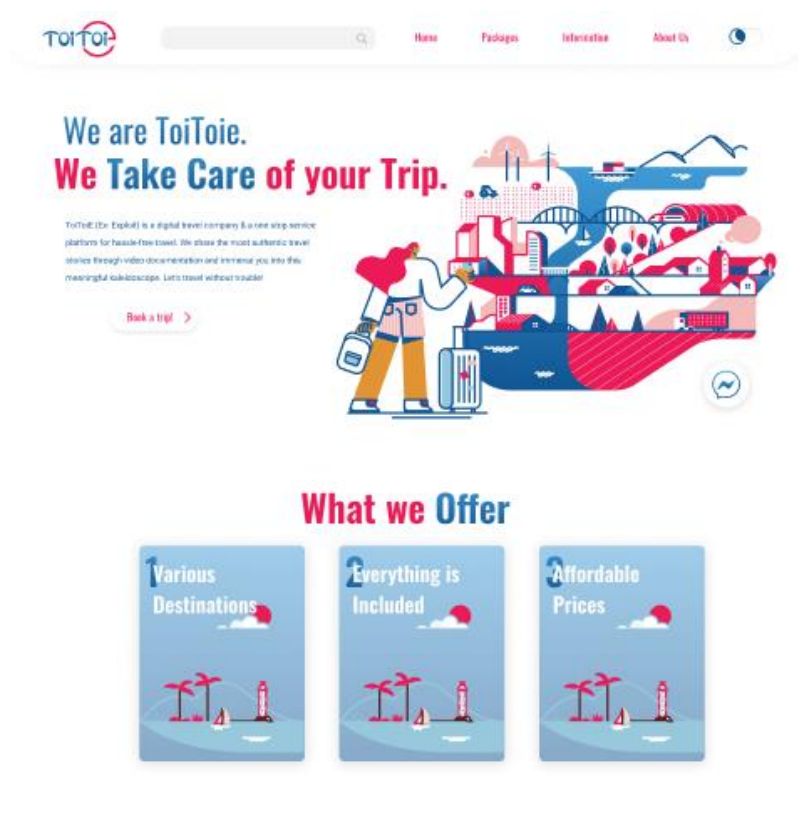 TOITOIE
Home Packages Information About Us
We are ToiToie.
We Take Care of your Trip.
ToiToiE (Ex Exploit) is a digital travel company & a one stop service
platform for hassle-free travel. We share the most authentic travel
stories through video documentation and immerse you into this
meaningful kaleidoscope. Let's travel without trouble!
Book a trip!
What we Offer
1 Various
Destinations
2 Everything is
Included
3 Affordable
Prices